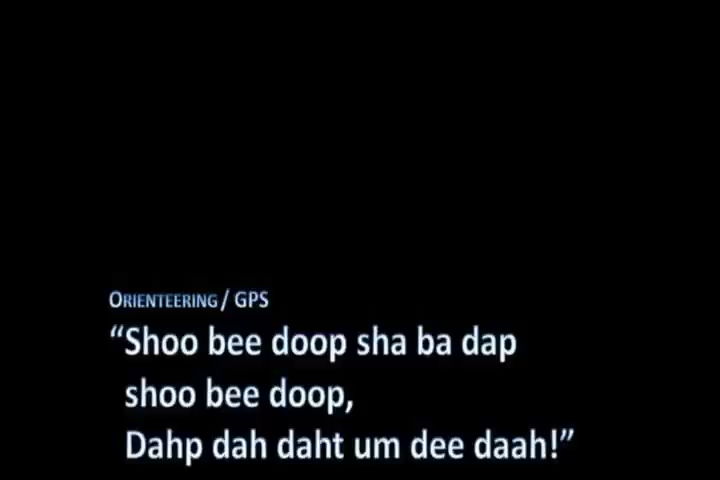 Orienteering / GPS
“Shoo bee doop sha ba dap
shoo bee doop,
Dahp dah daht um dee daah!”